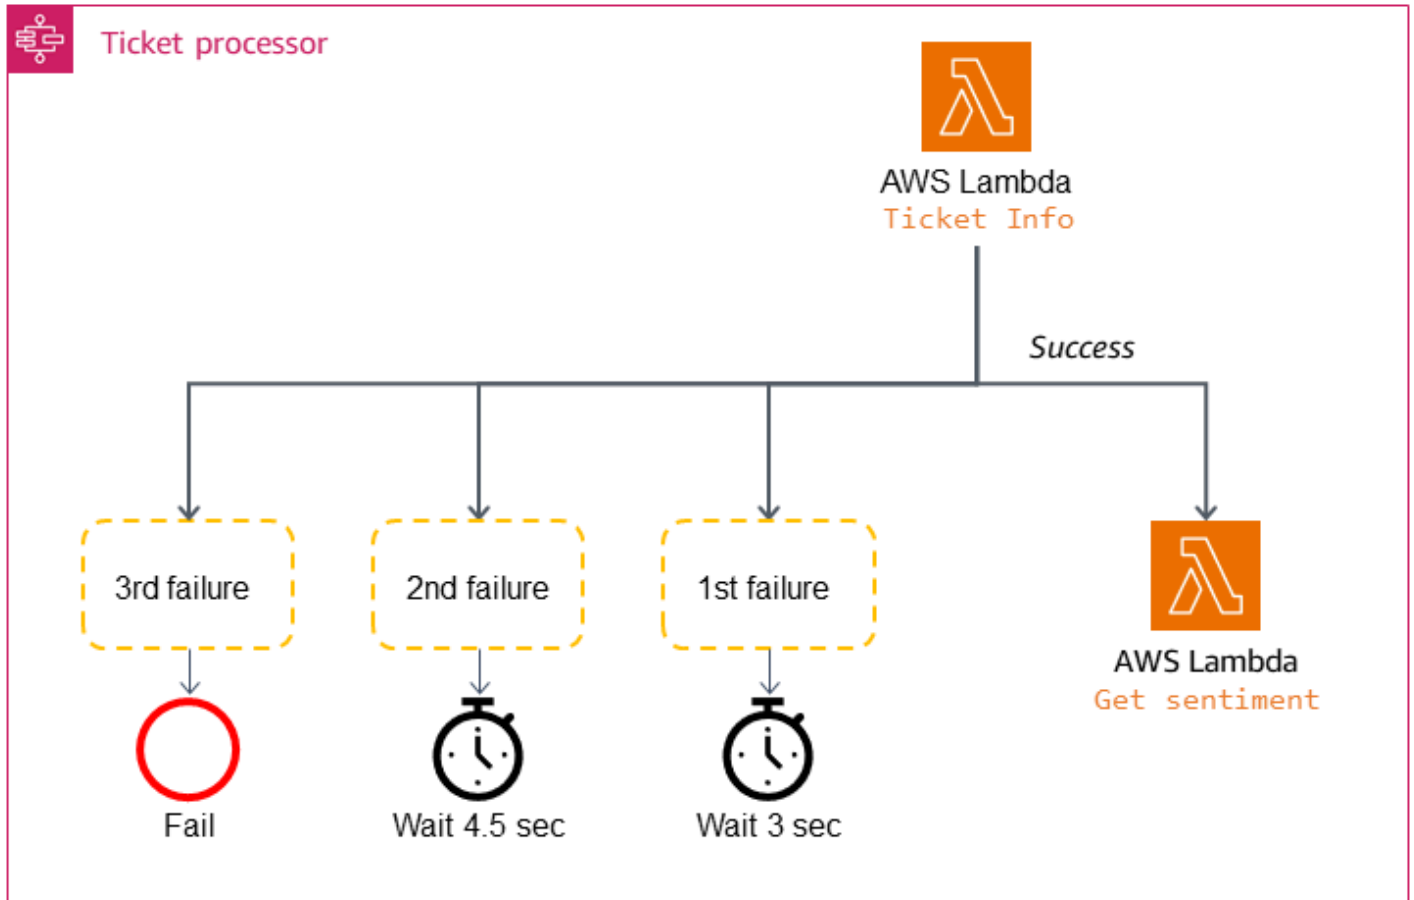 Ticket processor
AWS Lambda
Ticket Info
Success
3rd failure
2nd failure
1st failure
AWS Lambda
Get sentiment
Fail
Wait 4.5 sec
Wait 3 sec